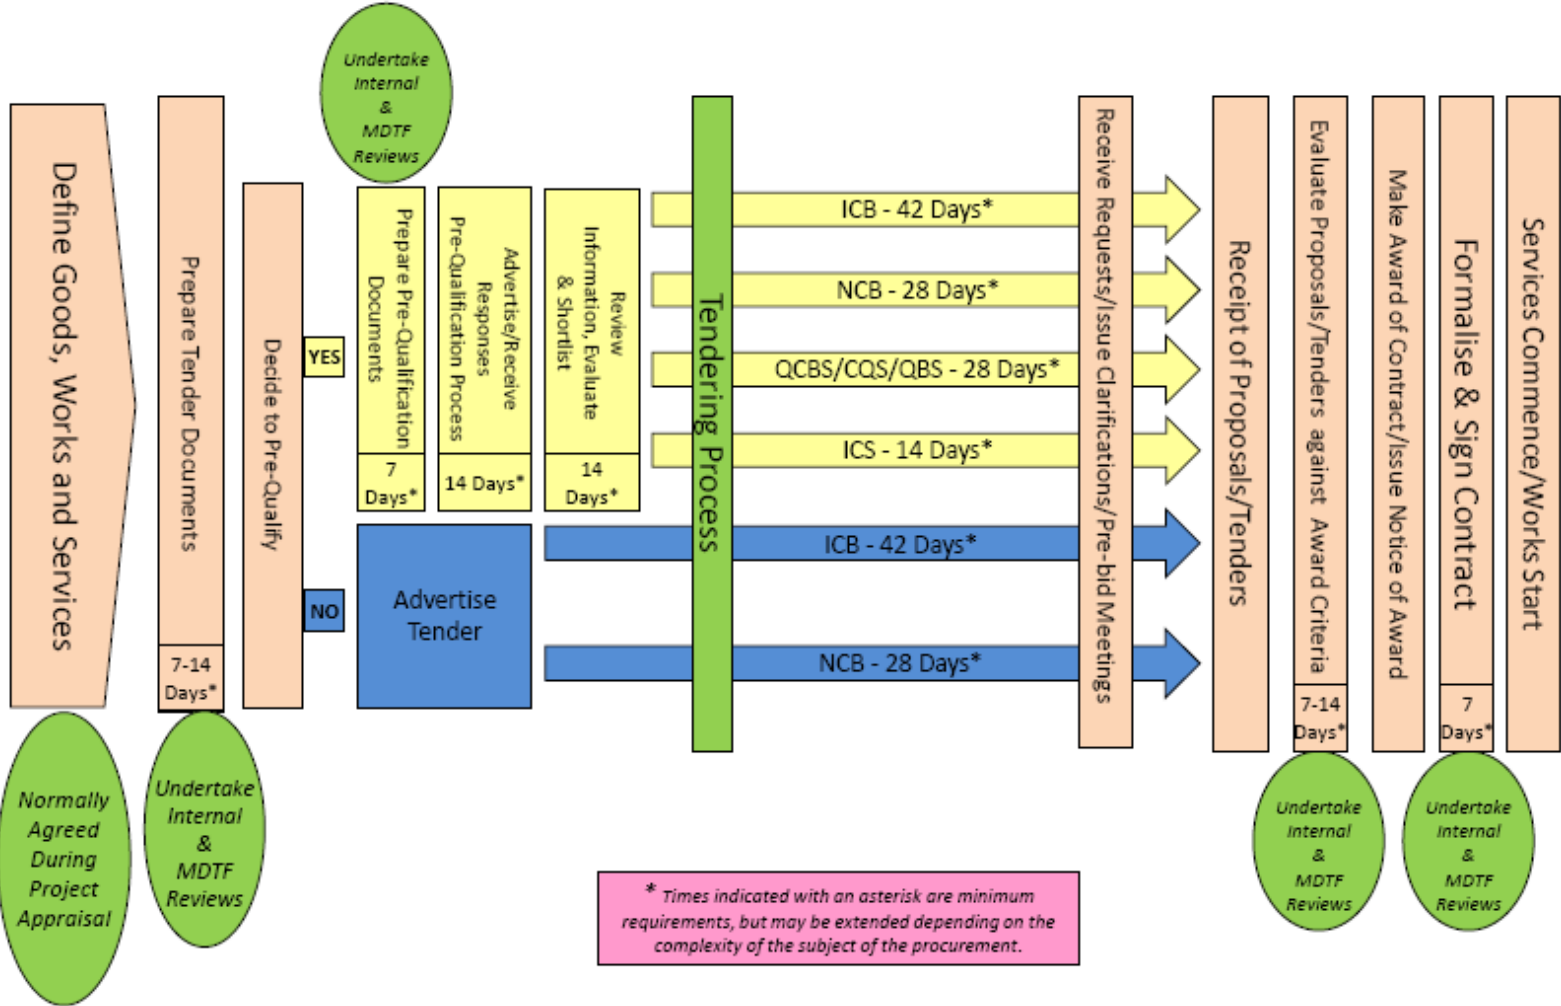 Undertake
Internal
&
MDTF
Reviews
Define Goods, Works and Services
Normally
Agreed
During
Project
Appraisal
Prepare Tender Documents
7-14
Days*
Undertake
Internal
&
MDTF
Reviews
Decide to Pre-Qualify
YES
NO
Prepare Pre-Qualification
Documents
7
Days*
Advertise/Receive
Responses
Pre-Qualification Process
14 Days*
Review
Information, Evaluate
& Shortlist
14
Days*
Advertise
Tender
Tendering Process
ICB - 42 Days*
NCB - 28 Days*
QCBS/CQS/QBS - 28 Days*
ICS - 14 Days*
ICB - 42 Days*
NCB - 28 Days*
Receive Requests/Issue Clarifications/Pre-bid Meetings
Receipt of Proposals/Tenders
Evaluate Proposals/Tenders against Award Criteria
7-14
Days*
Undertake
Internal
&
MDTF
Reviews
Make Award of Contract/Issue Notice of Award
Formalise & Sign Contract
7
Days*
Undertake
Internal
&
MDTF
Reviews
Services Commence/Works Start
* Times indicated with an asterisk are minimum
requirements, but may be extended depending on the
complexity of the subject of the procurement.